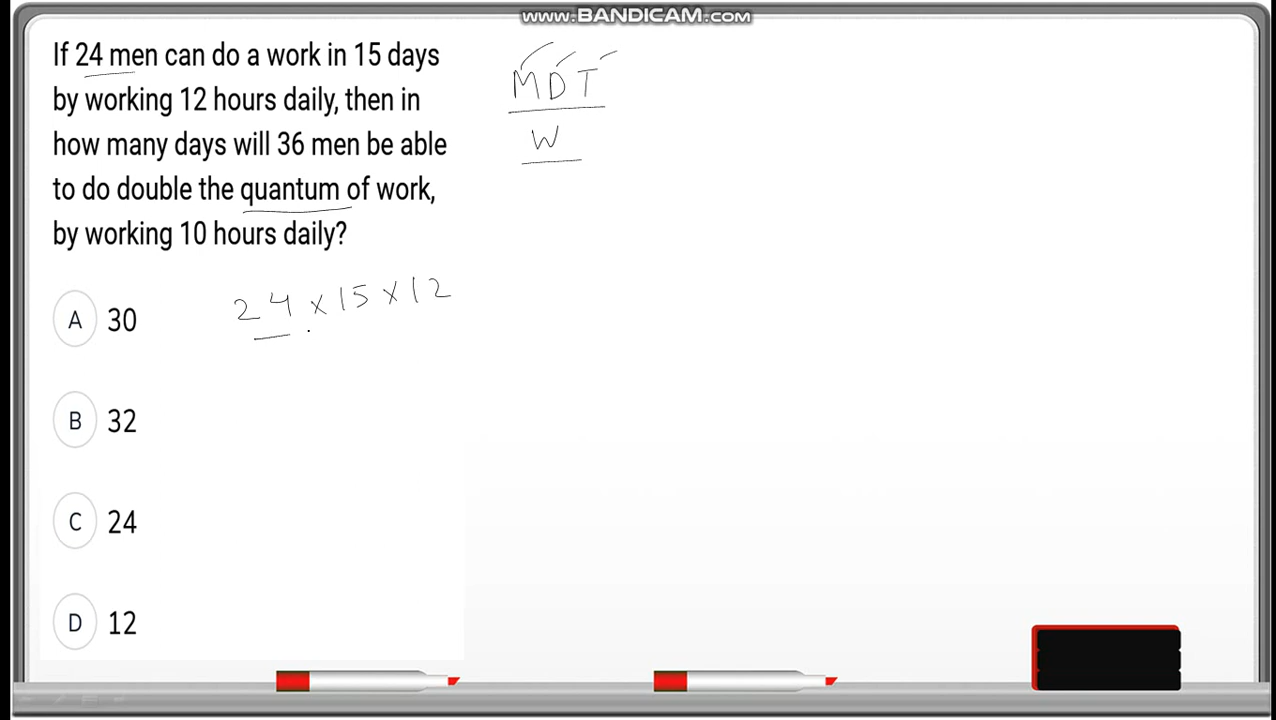 www.BANDICAM.com
If 24 men can do a work in 15 days
by working 12 hours daily, then in
how many days will 36 men be able
to do double the quantum of work,
by working 10 hours daily?
M D T
W
24 × 15 × 12
A 30
B 32
C 24
D 12